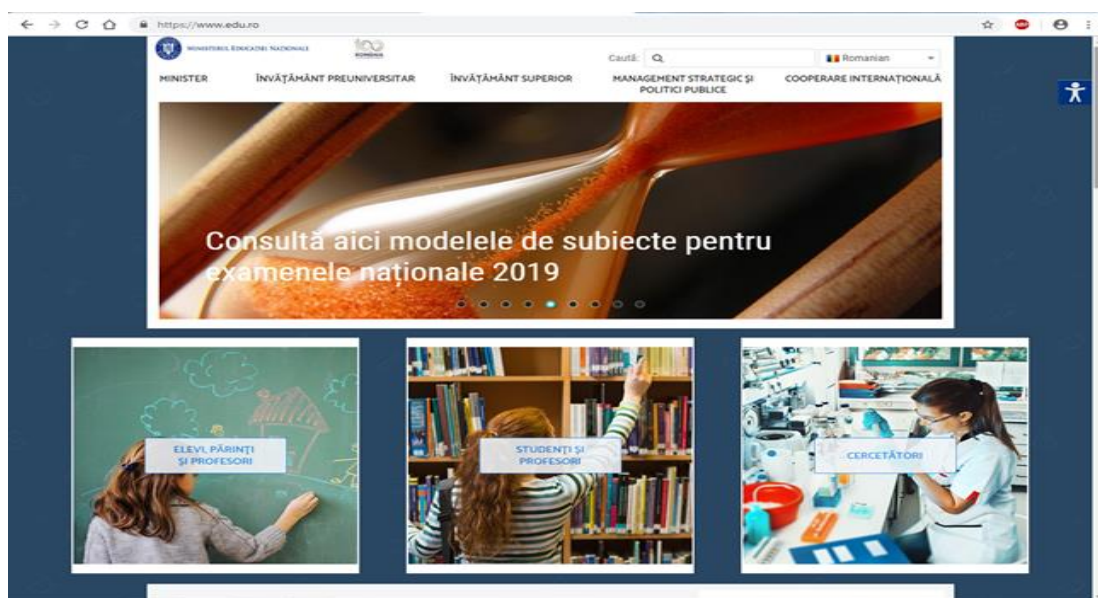 https://www.edu.ro
MINISTERUL EDUCAȚIEI NAȚIONALE
ROMÂNIA
Caută:
Romanian
MINISTER
ÎNVĂȚĂMÂNT PREUNIVERSITAR
ÎNVĂȚĂMÂNT SUPERIOR
MANAGEMENT STRATEGIC ȘI
POLITICI PUBLICE
COOPERARE INTERNAȚIONALĂ
Consultă aici modelele de subiecte pentru
examenele naționale 2019
ELEVI, PĂRINȚI
ȘI PROFESORI
STUDENȚI ȘI
PROFESORI
CERCETĂTORI